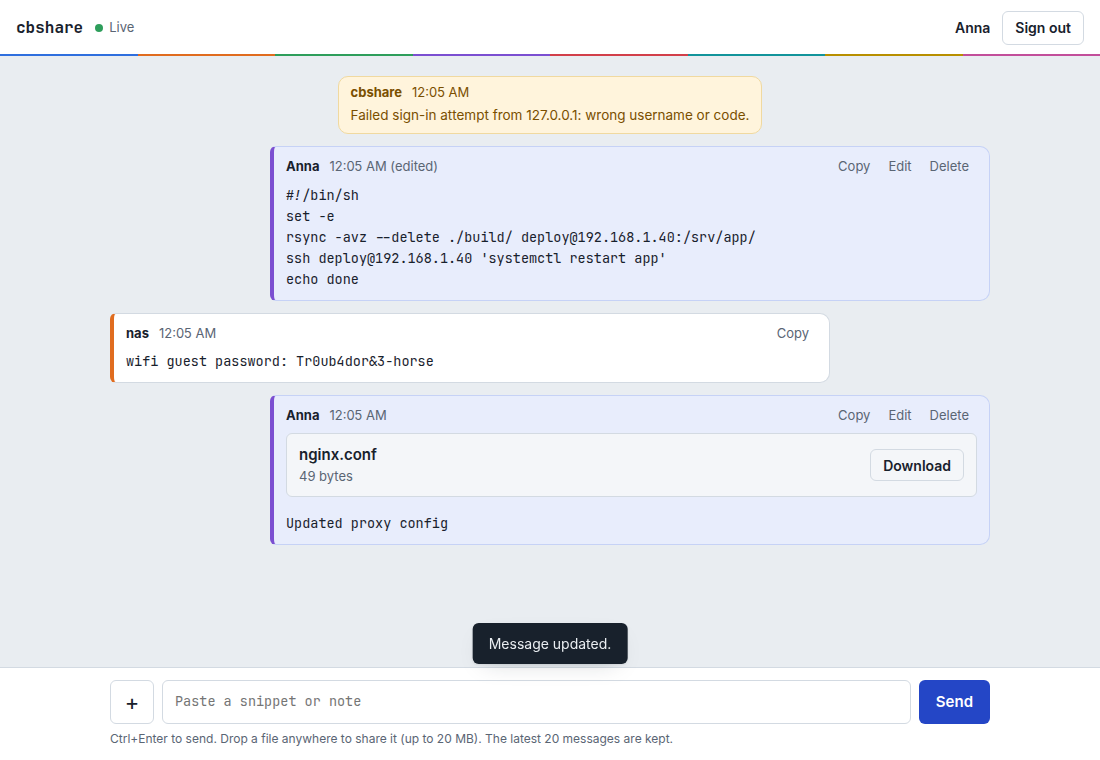 cbshare Live Anna Sign out
cbshare 12:05 AM
Failed sign-in attempt from 127.0.0.1: wrong username or code.
Anna 12:05 AM (edited) Copy Edit Delete
#!/bin/sh
set -e
rsync -avz --delete ./build/ deploy@192.168.1.40:/srv/app/
ssh deploy@192.168.1.40 'systemctl restart app'
echo done
nas 12:05 AM Copy
wifi guest password: Tr0ub4dor&3-horse
Anna 12:05 AM Copy Edit Delete
nginx.conf
49 bytes
Download
Updated proxy config
Message updated.
+ Paste a snippet or note Send
Ctrl+Enter to send. Drop a file anywhere to share it (up to 20 MB). The latest 20 messages are kept.